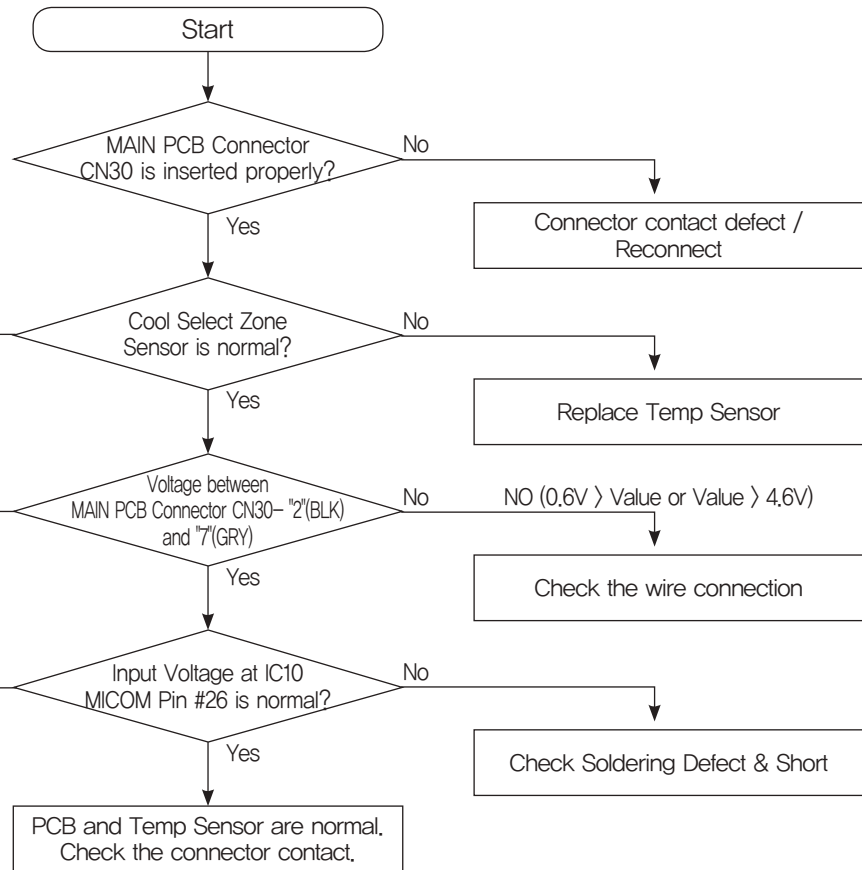 Start
MAIN PCB Connector
CN30 is inserted properly?
No
Yes
Connector contact defect /
Reconnect
Cool Select Zone
Sensor is normal?
No
Yes
Replace Temp Sensor
Voltage between
MAIN PCB Connector CN30- "2"(BLK)
and "7"(GRY)
No
NO (0.6V > Value or Value > 4.6V)
Yes
Check the wire connection
Input Voltage at IC10
MICOM Pin #26 is normal?
No
Yes
Check Soldering Defect & Short
PCB and Temp Sensor are normal.
Check the connector contact.